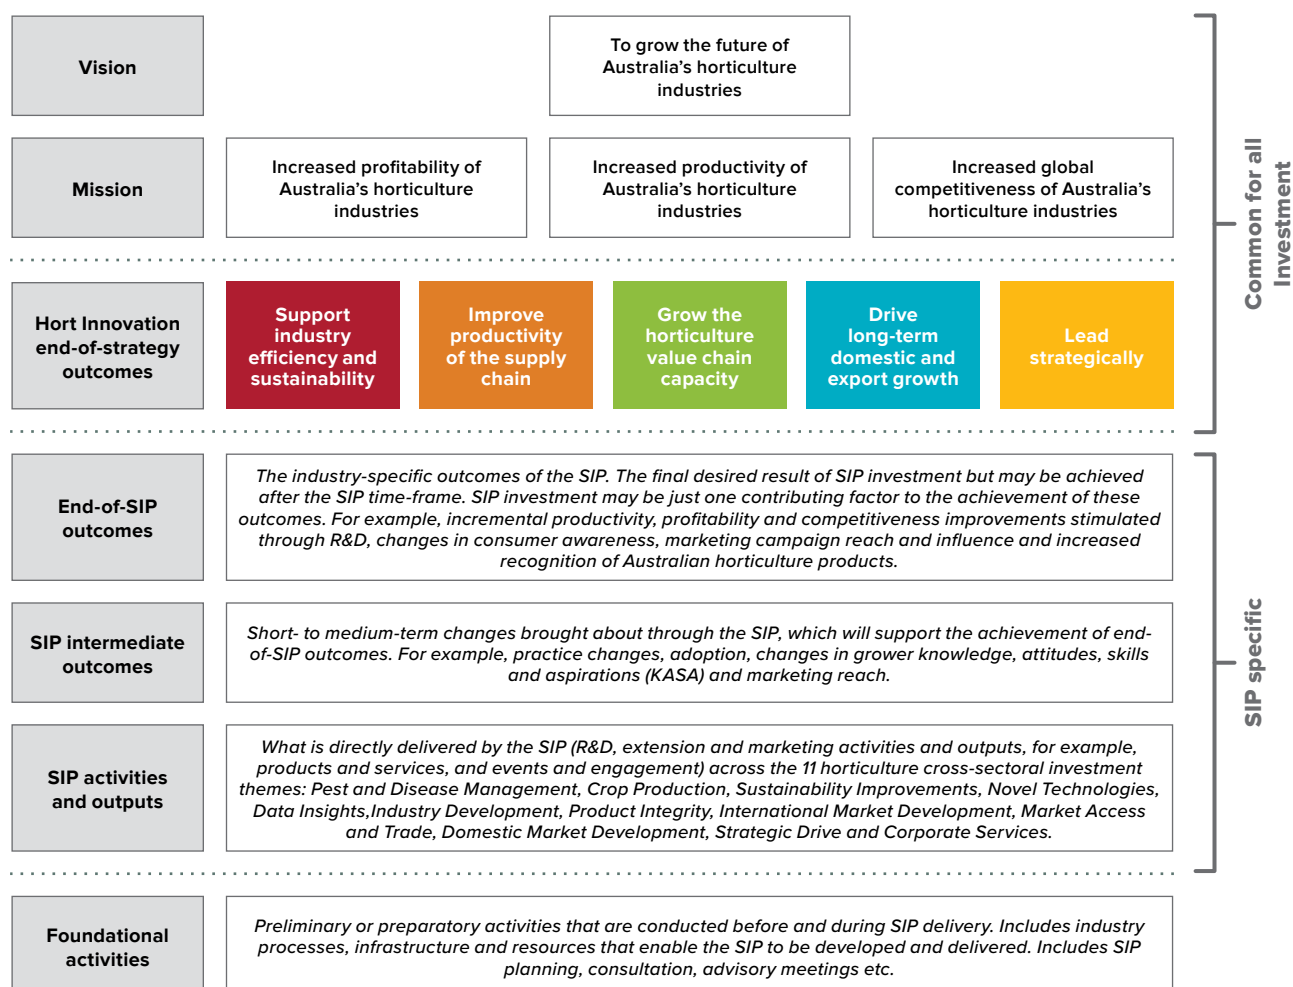 Vision
To grow the future of
Australia's horticulture
industries
Mission
Increased profitability of
Australia's horticulture
industries
Increased productivity of
Australia's horticulture
industries
Increased global
competitiveness of Australia's
horticulture industries
Common for all
Investment
Hort Innovation
end-of-strategy
outcomes
Support
industry
efficiency and
sustainability
Improve
productivity
of the supply
chain
Grow the
horticulture
value chain
capacity
Drive
long-term
domestic and
export growth
Lead
strategically
End-of-SIP
outcomes
The industry-specific outcomes of the SIP. The final desired result of SIP investment but may be achieved
after the SIP time-frame. SIP investment may be just one contributing factor to the achievement of these
outcomes. For example, incremental productivity, profitability and competitiveness improvements stimulated
through R&D, changes in consumer awareness, marketing campaign reach and influence and increased
recognition of Australian horticulture products.
SIP intermediate
outcomes
Short- to medium-term changes brought about through the SIP, which will support the achievement of end-
of-SIP outcomes. For example, practice changes, adoption, changes in grower knowledge, attitudes, skills
and aspirations (KASA) and marketing reach.
SIP specific
SIP activities
and outputs
What is directly delivered by the SIP (R&D, extension and marketing activities and outputs, for example,
products and services, and events and engagement) across the 11 horticulture cross-sectoral investment
themes: Pest and Disease Management, Crop Production, Sustainability Improvements, Novel Technologies,
Data Insights,Industry Development, Product Integrity, International Market Development, Market Access
and Trade, Domestic Market Development, Strategic Drive and Corporate Services.
Foundational
activities
Preliminary or preparatory activities that are conducted before and during SIP delivery. Includes industry
processes, infrastructure and resources that enable the SIP to be developed and delivered. Includes SIP
planning, consultation, advisory meetings etc.